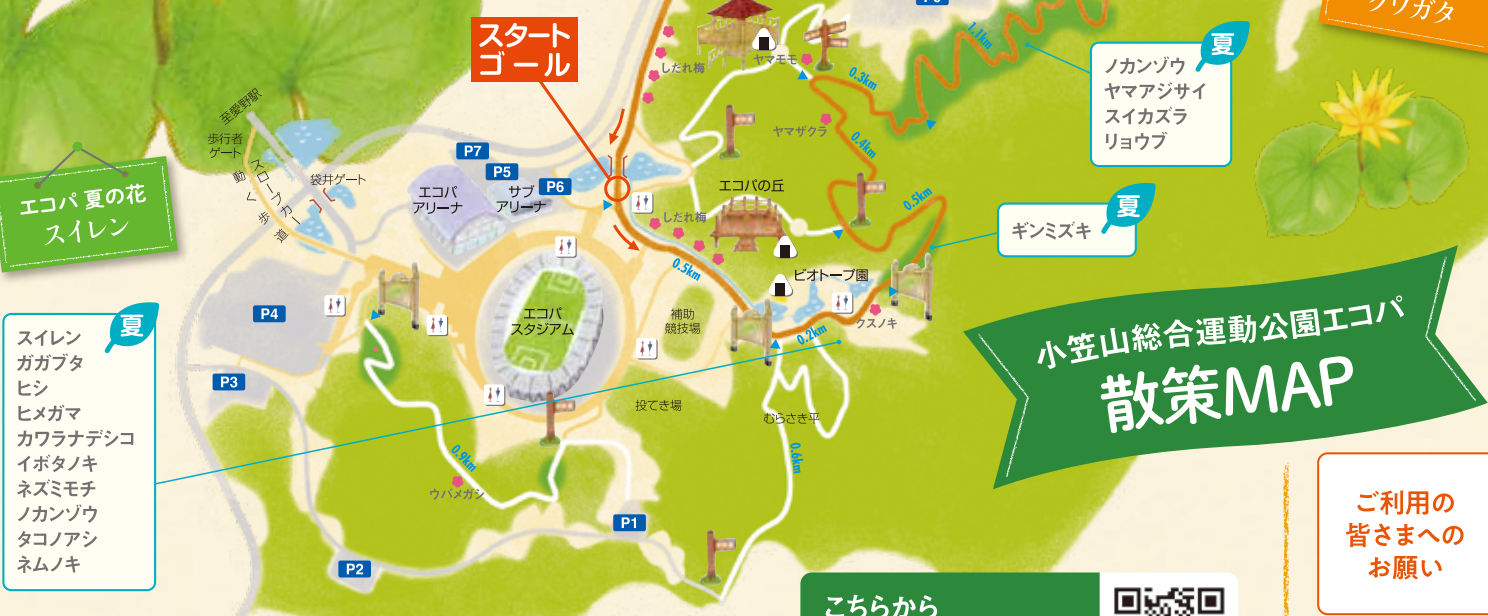 クワガタ
1.1km
夏
ノカンゾウ
ヤマアジサイ
スイカズラ
リョウブ
スタート
ゴール
しだれ梅
ヤマモモ
0.3km
ヤマザクラ
0.4km
0.5km
至愛野駅
歩行者
ゲート
スロープカー
動く歩道
袋井ゲート
P7
P5
P6
エコパ
アリーナ
サブ
アリーナ
エコパの丘
しだれ梅
0.5km
ビオトープ園
クスノキ
0.2km
夏
ギンミズキ
エコパ 夏の花
スイレン
P4
エコパ
スタジアム
補助
競技場
夏
スイレン
ガガブタ
ヒシ
ヒメガマ
カワラナデシコ
イボタノキ
ネズミモチ
ノカンゾウ
タコノアシ
ネムノキ
P3
投てき場
むらさき平
0.6km
0.9km
ウバメガシ
P1
P2
小笠山総合運動公園エコパ
散策MAP
ご利用の
皆さまへの
お願い
こちらから